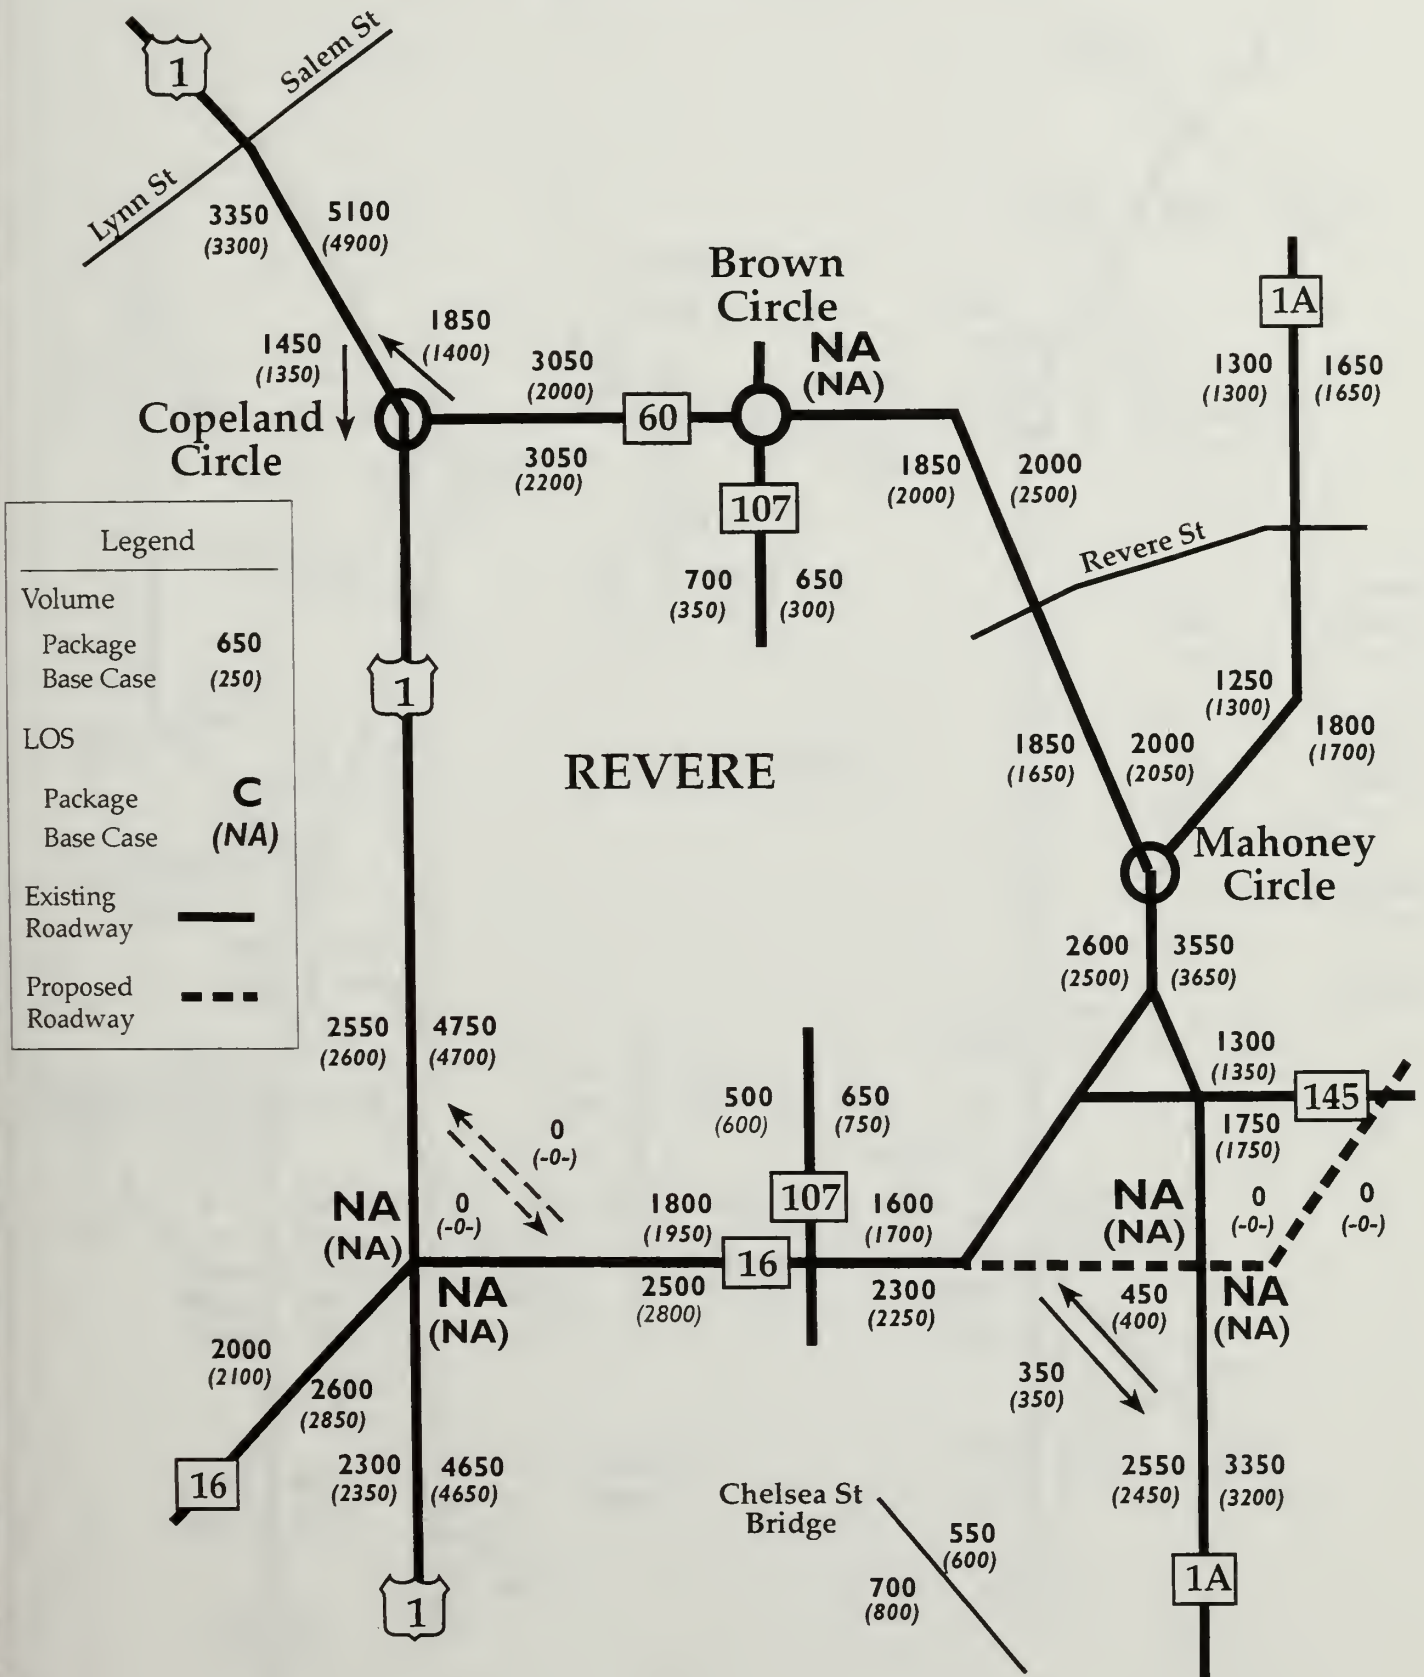 1
Salem St
Lynn St
3350
(3300)
5100
(4900)
Brown
Circle
NA
(NA)
1A
1300
(1300)
1650
(1650)
1450
(1350)
1850
(1400)
3050
(2000)
60
3050
(2200)
Copeland
Circle
107
1850
(2000)
2000
(2500)
Revere St
700
(350)
650
(300)
Legend
Volume
Package 650
Base Case (250)
LOS
Package C
Base Case (NA)
Existing
Roadway
Proposed
Roadway
1
REVERE
1250
(1300)
1800
(1700)
1850
(1650)
2000
(2050)
Mahoney
Circle
2600
(2500)
3550
(3650)
2550
(2600)
4750
(4700)
1300
(1350)
145
1750
(1750)
500
(600)
650
(750)
0
(-0-)
0
(-0-)
NA
(NA)
1800
(1950)
107
1600
(1700)
NA
(NA)
0
(-0-)
0
(-0-)
16
NA
(NA)
2500
(2800)
2300
(2250)
450
(400)
NA
(NA)
350
(350)
2000
(2100)
2600
(2850)
16
2300
(2350)
4650
(4650)
1
Chelsea St
Bridge
550
(600)
700
(800)
2550
(2450)
3350
(3200)
1A